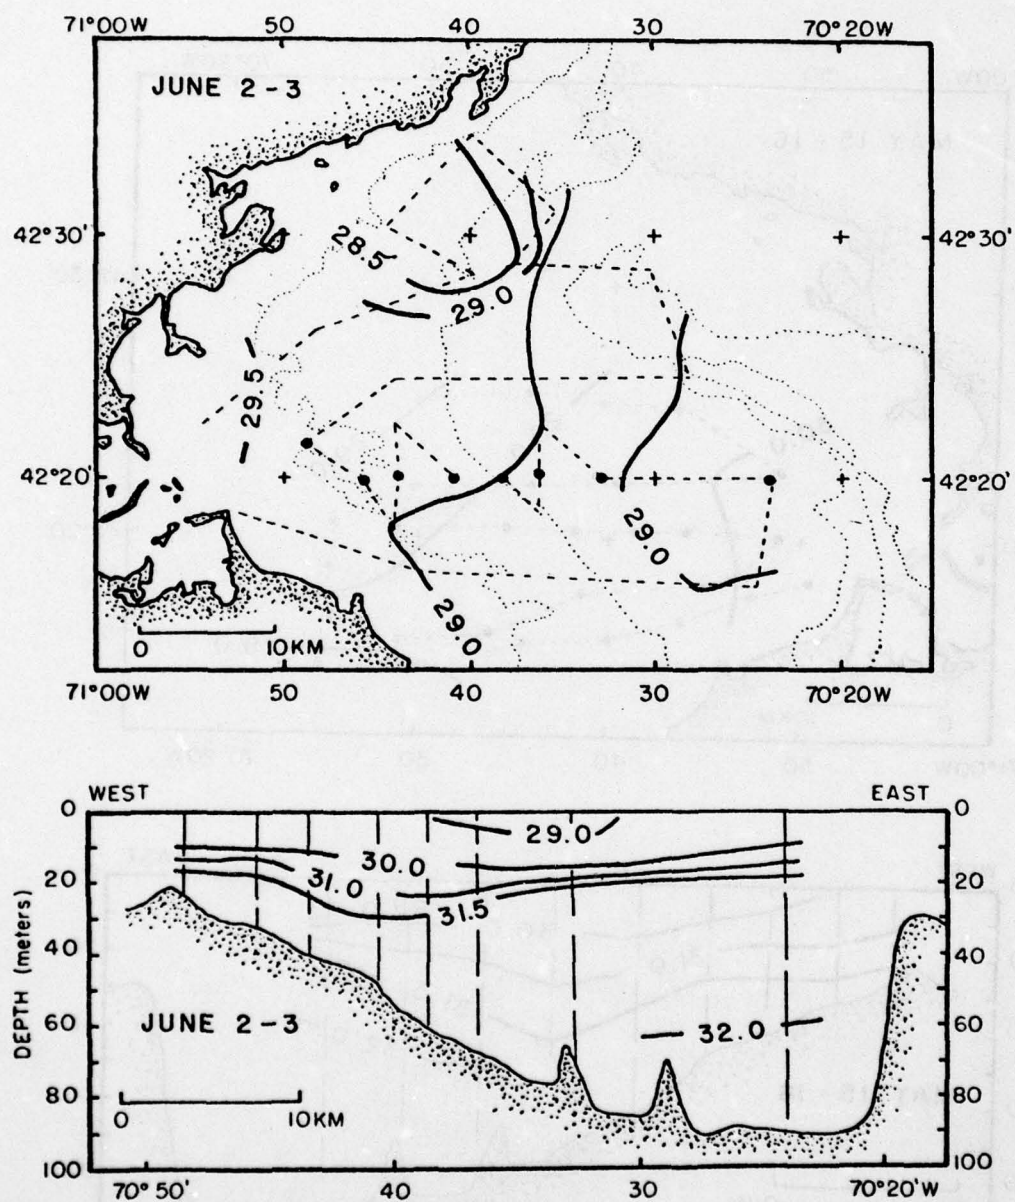 71°00'W 50 40 30 70°20'W
JUNE 2-3
42°30' 42°30'
28.5
29.0
29.5
42°20' 42°20'
29.0
29.0
0 10KM
71°00W 50 40 30 70°20'W
WEST EAST
0 0
29.0
30.0
20 31.0 20
31.5
40 40
DEPTH (meters)
60 JUNE 2-3 32.0 60
80 80
0 10KM
100 100
70°50' 40 30 70°20'W